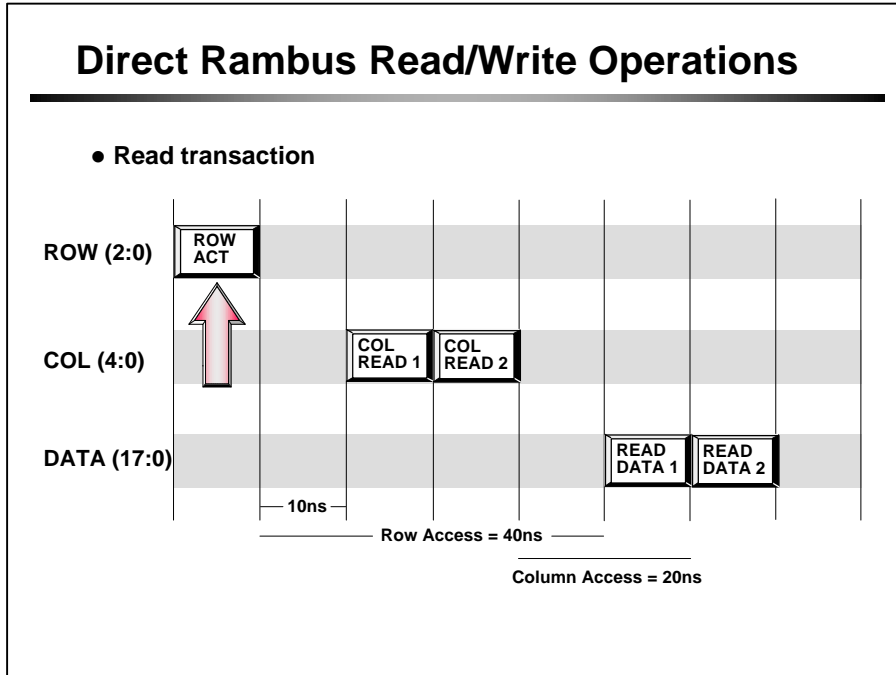 Direct Rambus Read/Write Operations
● Read transaction
ROW (2:0)
ROW
ACT
COL (4:0)
COL
READ 1
COL
READ 2
DATA (17:0)
READ
DATA 1
READ
DATA 2
10ns
Row Access = 40ns
Column Access = 20ns